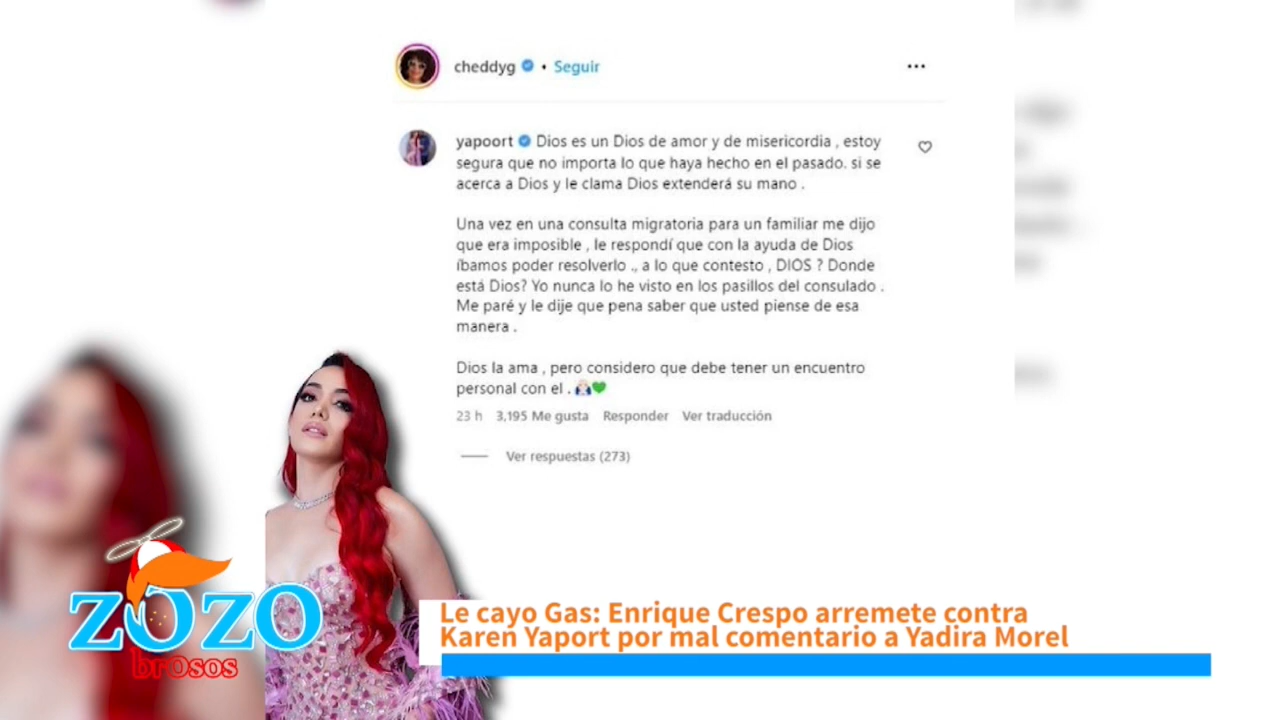 cheddyg • Seguir
yapoort Dios es un Dios de amor y de misericordia , estoy
segura que no importa lo que haya hecho en el pasado. si se
acerca a Dios y le clama Dios extenderá su mano .
Una vez en una consulta migratoria para un familiar me dijo
que era imposible , le respondí que con la ayuda de Dios
íbamos poder resolverlo ., a lo que contesto , DIOS ? Donde
está Dios? Yo nunca lo he visto en los pasillos del consulado .
Me paré y le dije que pena saber que usted piense de esa
manera .
Dios la ama , pero considero que debe tener un encuentro
personal con el . 
23 h 3,195 Me gusta Responder Ver traducción
Ver respuestas (273)
zozo
br0sos
Le cayo Gas: Enrique Crespo arremete contra
Karen Yaport por mal comentario a Yadira Morel